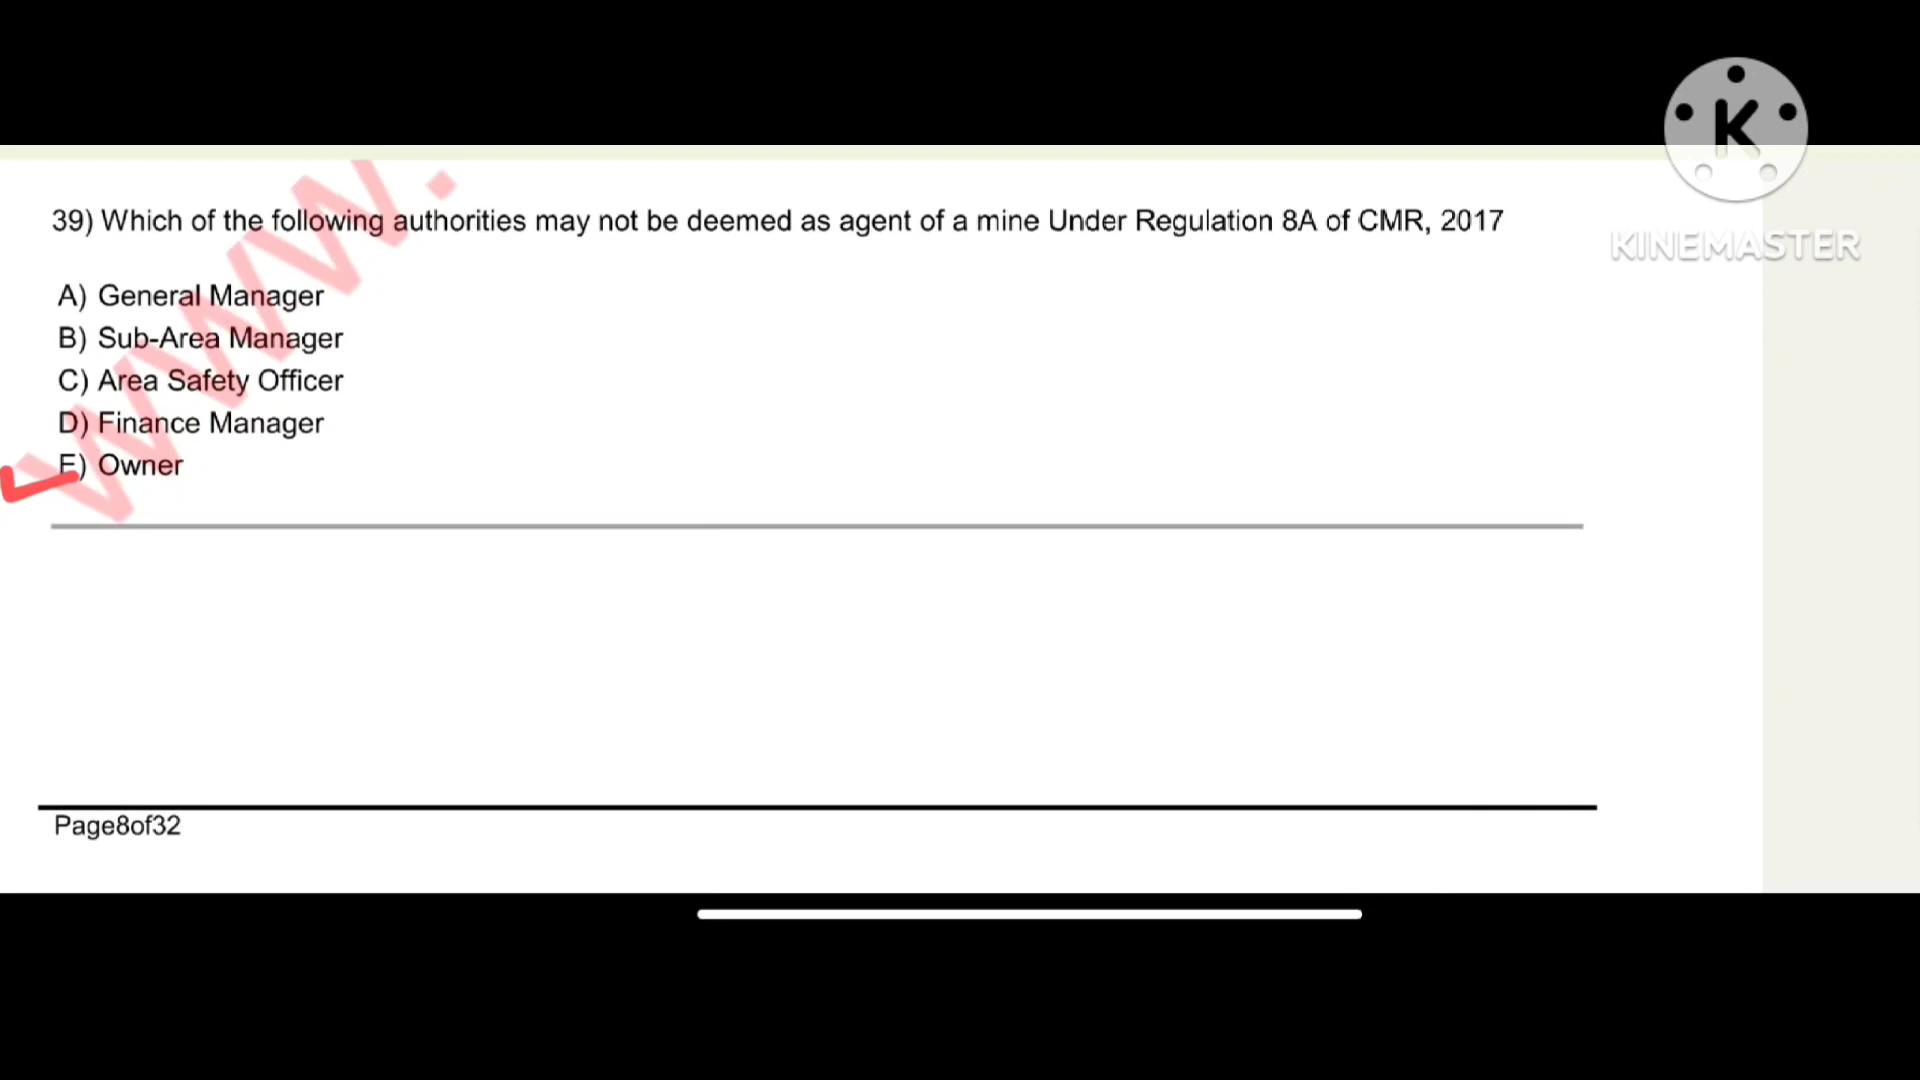 K
KINEMASTER
www.
39) Which of the following authorities may not be deemed as agent of a mine Under Regulation 8A of CMR, 2017
A) General Manager
B) Sub-Area Manager
C) Area Safety Officer
D) Finance Manager
E) Owner
Page8of32